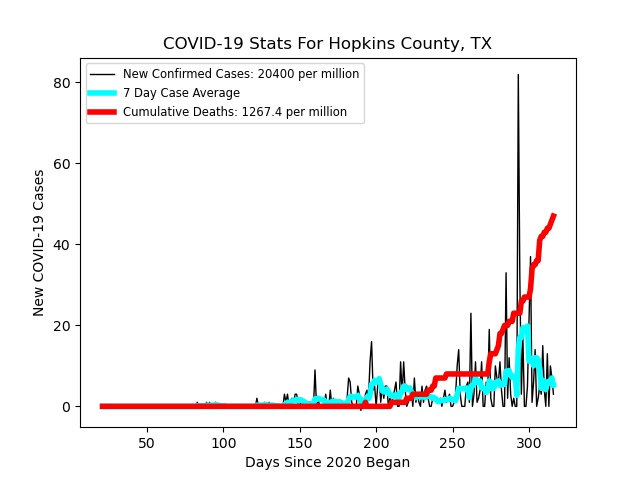 COVID-19 Stats For Hopkins County, TX
New Confirmed Cases: 20400 per million
7 Day Case Average
Cumulative Deaths: 1267.4 per million
New COVID-19 Cases
80
60
40
20
0
50 100 150 200 250 300
Days Since 2020 Began